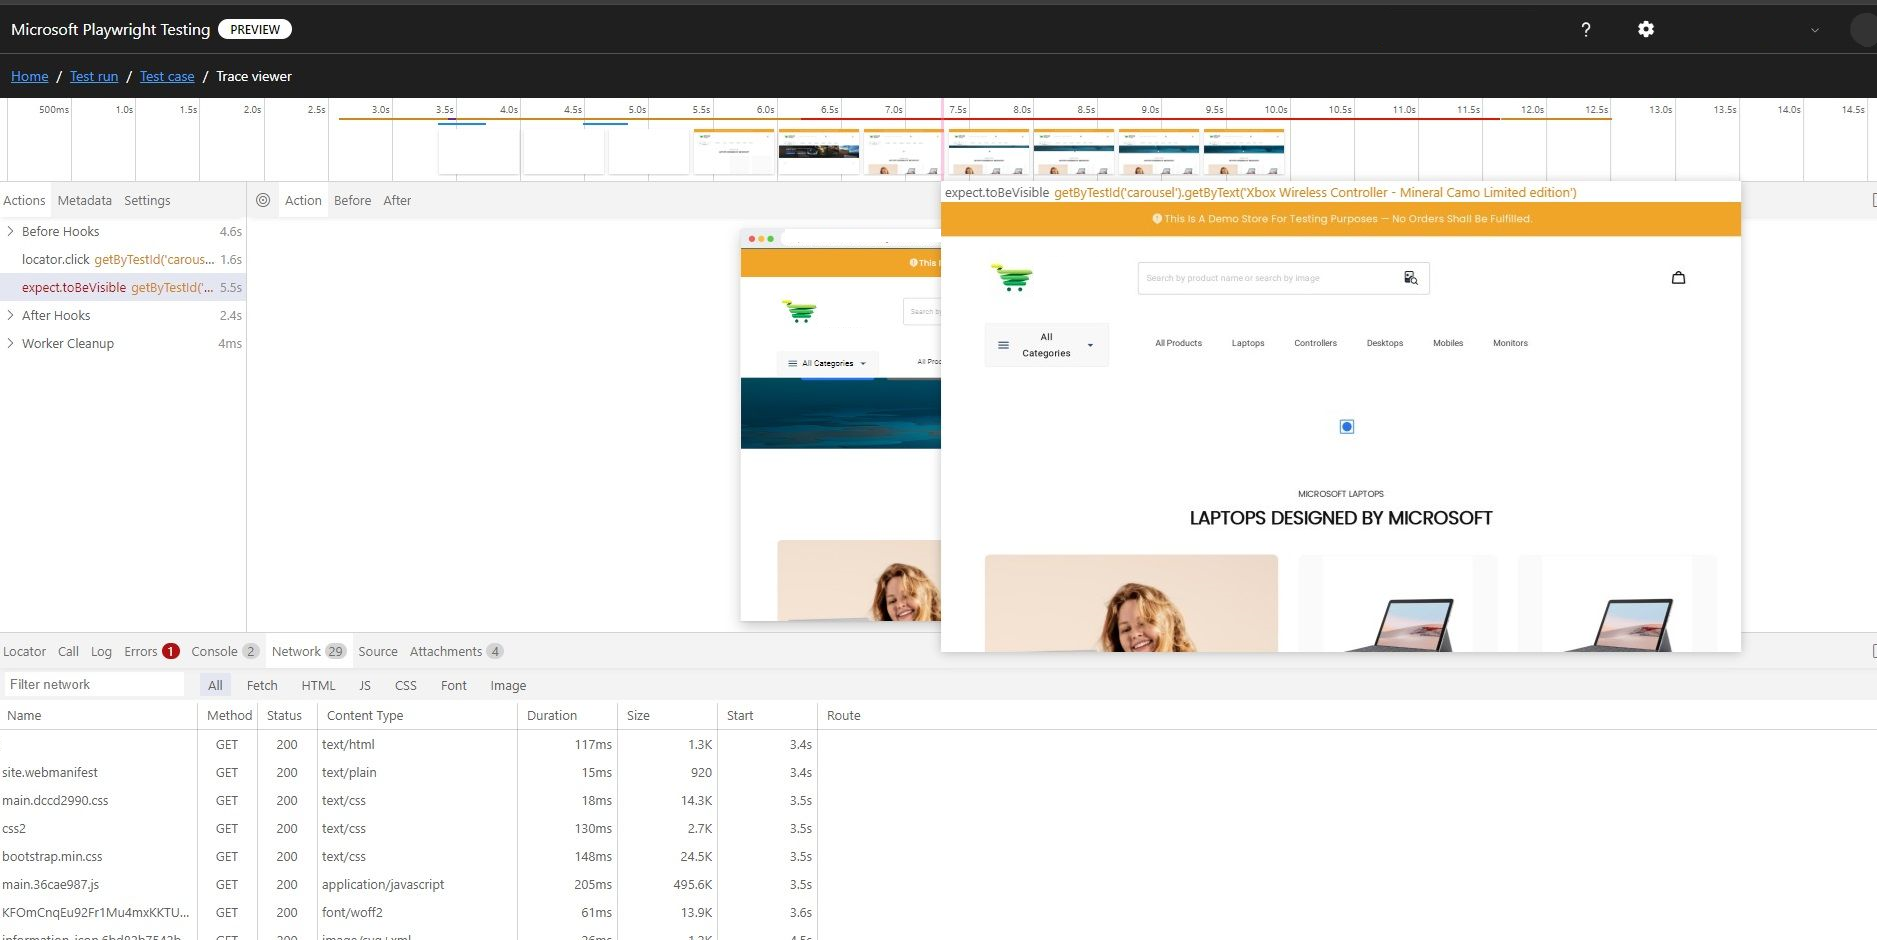 Microsoft Playwright Testing PREVIEW ?
Home / Test run / Test case / Trace viewer
500ms 1.0s 1.5s 2.0s 2.5s 3.0s 3.5s 4.0s 4.5s 5.0s 5.5s 6.0s 6.5s 7.0s 7.5s 8.0s 8.5s 9.0s 9.5s 10.0s 10.5s 11.0s 11.5s 12.0s 12.5s 13.0s 13.5s 14.0s 14.5s
Actions Metadata Settings
Before Hooks 4.6s
locator.click getByTestId('carous... 1.6s
expect.toBeVisible getByTestId('... 5.5s
After Hooks 2.4s
Worker Cleanup 4ms
Action Before After
This I
Search by
All Categories All Proc
expect.toBeVisible getByTestId('carousel').getByText('Xbox Wireless Controller - Mineral Camo Limited edition')
This Is A Demo Store For Testing Purposes — No Orders Shall Be Fulfilled.
Search by product name or search by image
All
Categories
All Products Laptops Controllers Desktops Mobiles Monitors
MICROSOFT LAPTOPS
LAPTOPS DESIGNED BY MICROSOFT
Locator Call Log Errors 1 Console 2 Network 29 Source Attachments 4
Filter network All Fetch HTML JS CSS Font Image
Name Method Status Content Type Duration Size Start Route
GET 200 text/html 117ms 1.3K 3.4s
site.webmanifest GET 200 text/plain 15ms 920 3.4s
main.dccd2990.css GET 200 text/css 18ms 14.3K 3.5s
css2 GET 200 text/css 130ms 2.7K 3.5s
bootstrap.min.css GET 200 text/css 148ms 24.5K 3.5s
main.36cae987.js GET 200 application/javascript 205ms 495.6K 3.5s
KFOmCnqEu92Fr1Mu4mxKKTU... GET 200 font/woff2 61ms 13.9K 3.6s
GET 200 image/svg+xml